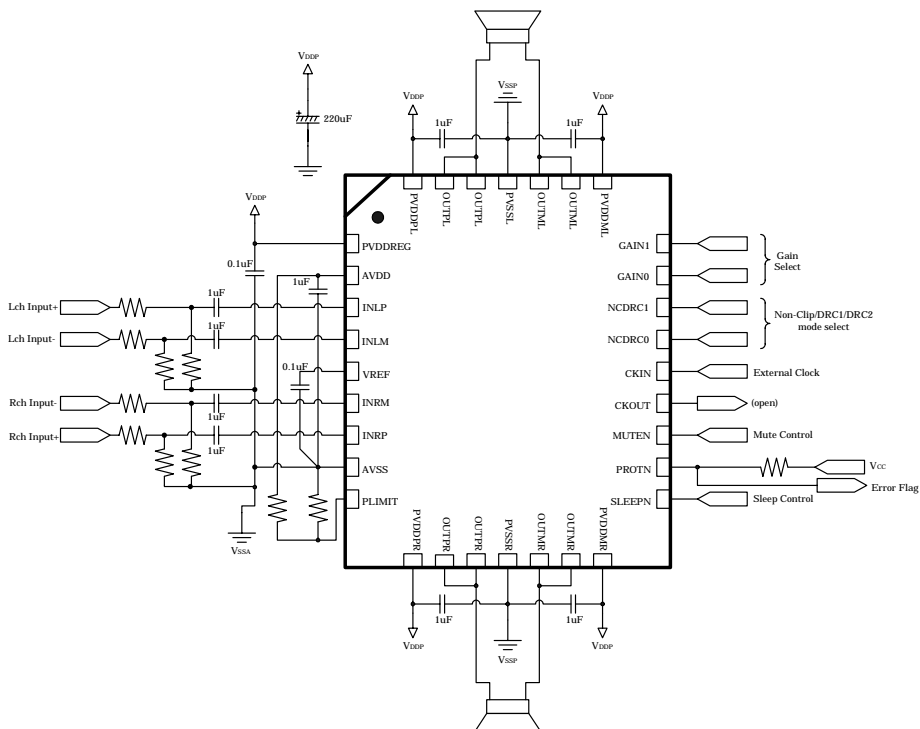 VDDP
220uF
VDDP
VSSP
VDDP
1uF
1uF
PVDDPL
OUTPL
OUTPL
PVSSL
OUTML
OUTML
PVDDML
VDDP
0.1uF
1uF
PVDDREG
AVDD
INLP
INLM
VREF
INRM
INRP
AVSS
PLIMIT
Lch Input+
1uF
Lch Input-
1uF
0.1uF
Rch Input-
1uF
Rch Input+
1uF
VSSA
GAIN1
GAIN0
Gain
Select
NCDRC1
NCDRC0
Non-Clip/DRC1/DRC2
mode select
CKIN
External Clock
CKOUT
(open)
MUTEN
Mute Control
PROTN
VCC
Error Flag
SLEEPN
Sleep Control
PVDDPR
OUTPR
OUTPR
PVSSR
OUTMR
OUTMR
PVDDMR
1uF
1uF
VDDP
VSSP
VDDP